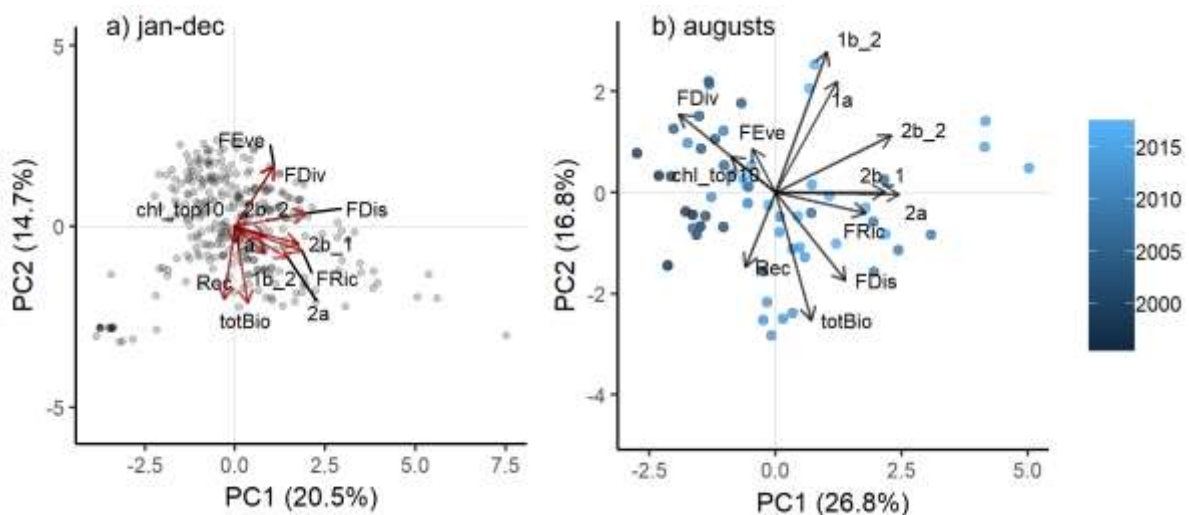 a) jan-dec
5
0
-5
PC2 (14.7%)
FEve
FDiv
chl_top10
2b_2
FDis
a
2b_1
Rec
1b_2
FRic
2a
totBio
-2.5
0.0
2.5
5.0
7.5
PC1 (20.5%)
b) augusts
2
0
-2
-4
PC2 (16.8%)
1b_2
FDiv
1a
FEve
2b_2
chl_top10
2b_1
2a
FRic
Rec
FDis
totBio
-2.5
0.0
2.5
5.0
PC1 (26.8%)
2015
2010
2005
2000